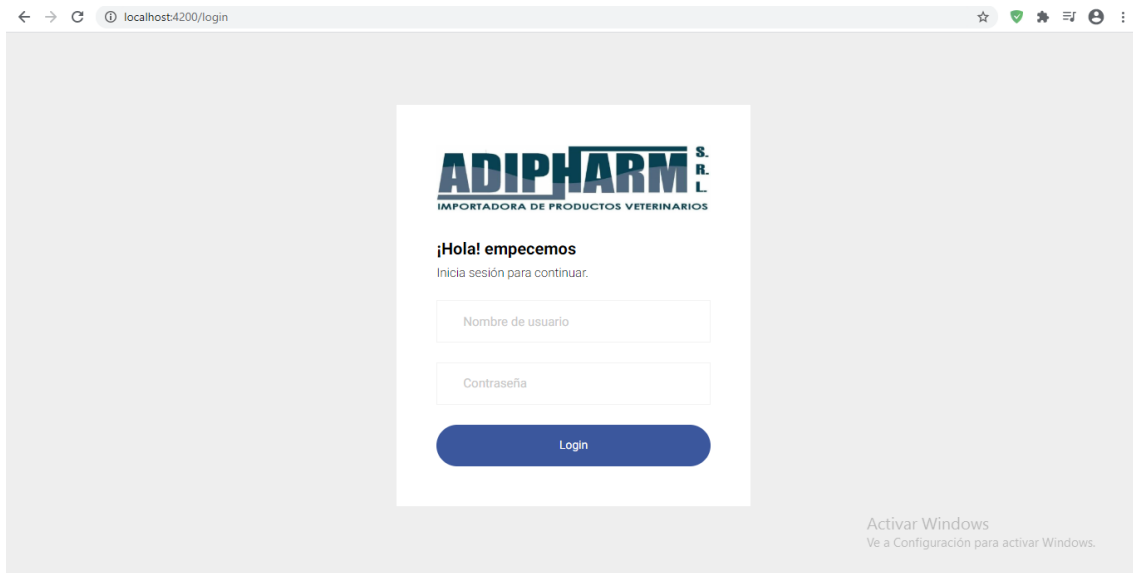 localhost:4200/login
ADIPHARM S.R.L
IMPORTADORA DE PRODUCTOS VETERINARIOS
¡Hola! empecemos
Inicia sesión para continuar.
Nombre de usuario
Contraseña
Login
Activar Windows
Ve a Configuración para activar Windows.